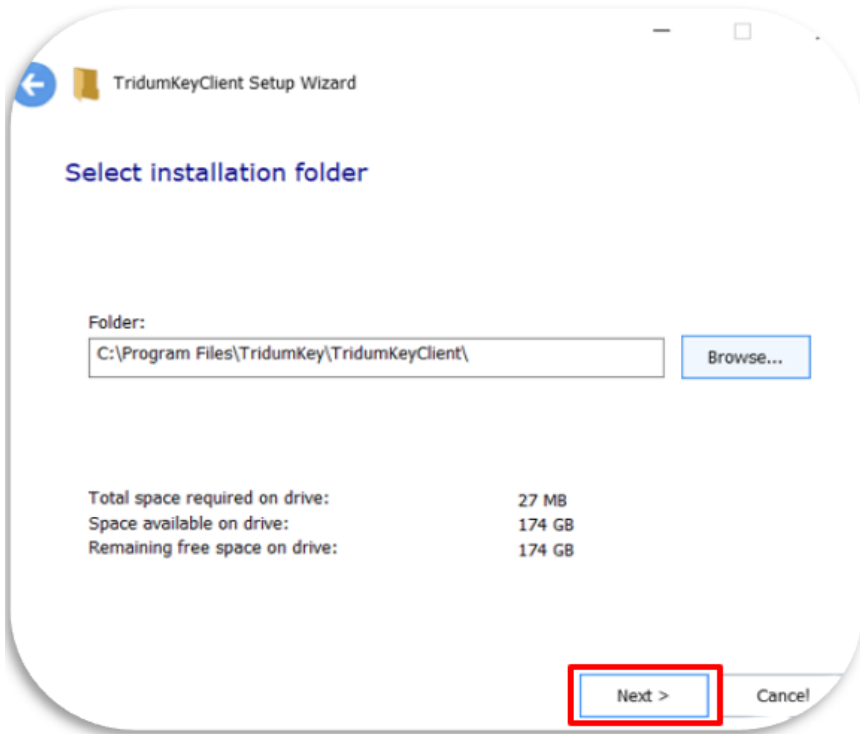 TridumKeyClient Setup Wizard
Select installation folder
Folder:
C:\Program Files\TridumKey\TridumKeyClient\
Browse...
Total space required on drive: 27 MB
Space available on drive: 174 GB
Remaining free space on drive: 174 GB
Next > Cancel